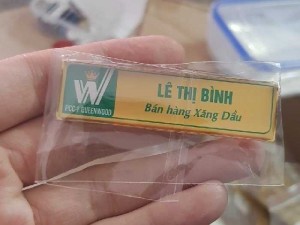 W
LÊ THỊ BÌNH
Bán hàng Xăng Dầu